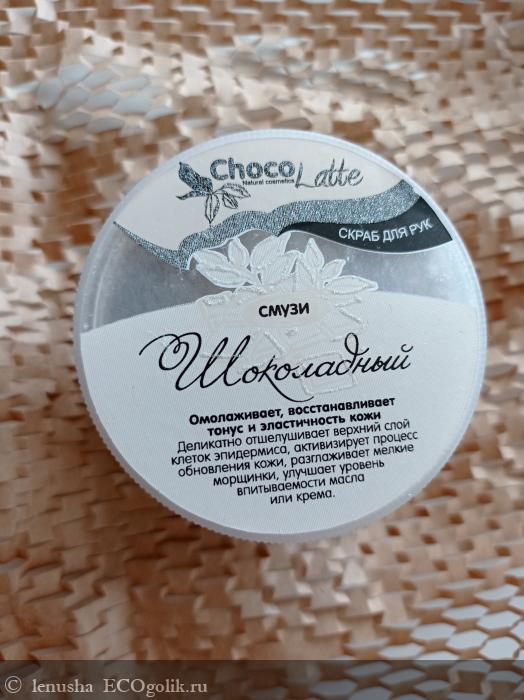 Choco Latte
Natural cosmetics
СКРАБ ДЛЯ РУК
СМУЗИ
Шоколадный
Омолаживает, восстанавливает
тонус и эластичность кожи
Деликатно отшелушивает верхний слой
клеток эпидермиса, активизирует процесс
обновления кожи, разглаживает мелкие
морщинки, улучшает уровень
впитываемости масла
или крема.
© lenusha ECOgolik.ru